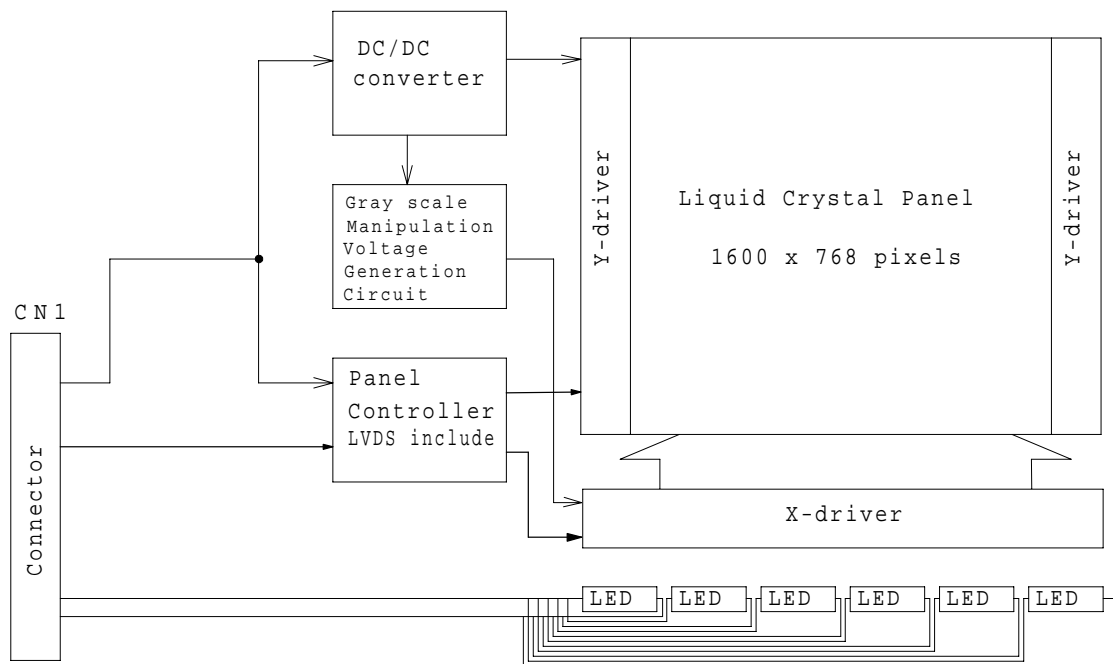 DC/DC
converter
Gray scale
Manipulation
Voltage
Generation
Circuit
Y-driver
Liquid Crystal Panel
1600 x 768 pixels
Y-driver
CN1
Connector
Panel
Controller
LVDS include
X-driver
LED
LED
LED
LED
LED
LED